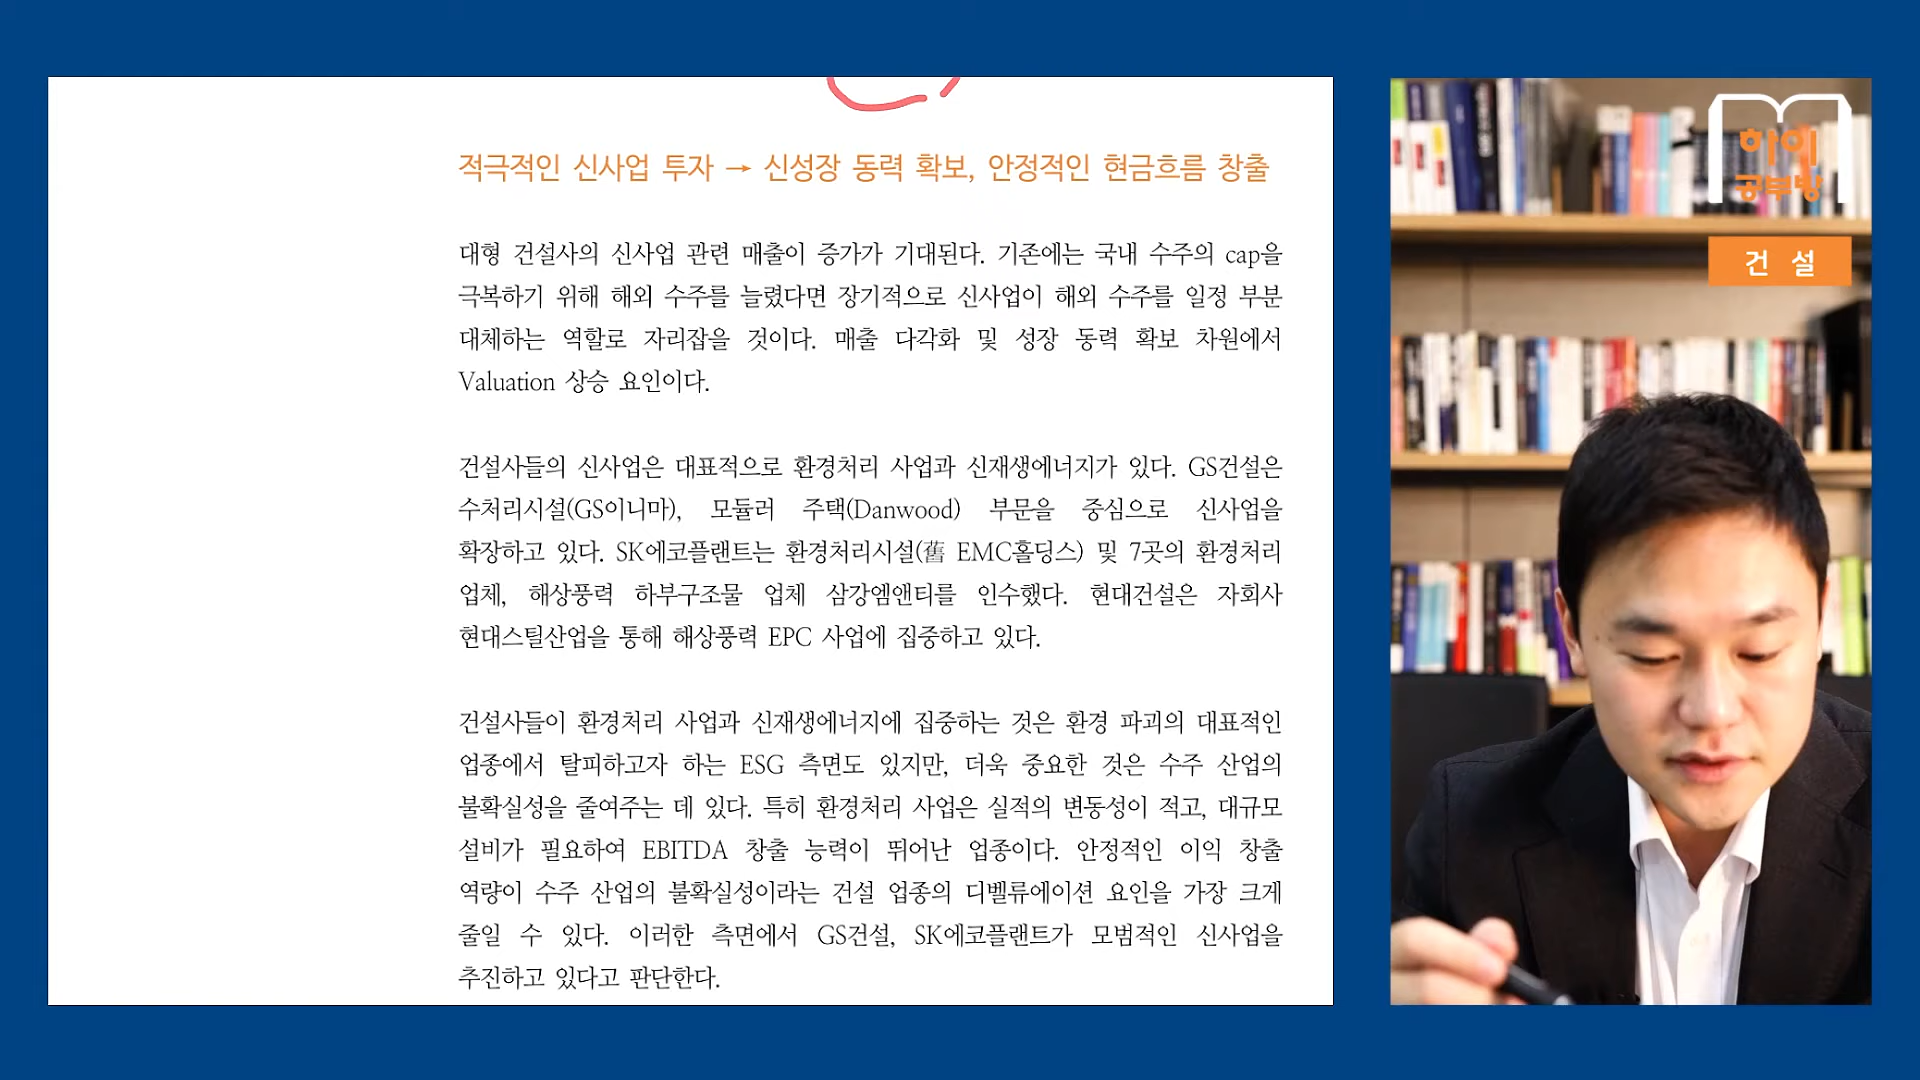 적극적인 신사업 투자 → 신성장 동력 확보, 안정적인 현금흐름 창출
대형 건설사의 신사업 관련 매출이 증가가 기대된다. 기존에는 국내 수주의 cap을
극복하기 위해 해외 수주를 늘렸다면 장기적으로 신사업이 해외 수주를 일정 부분
대체하는 역할로 자리잡을 것이다. 매출 다각화 및 성장 동력 확보 차원에서
Valuation 상승 요인이다.
건설사들의 신사업은 대표적으로 환경처리 사업과 신재생에너지가 있다. GS건설은
수처리시설(GS이니마), 모듈러 주택(Danwood) 부문을 중심으로 신사업을
확장하고 있다. SK에코플랜트는 환경처리시설(舊 EMC홀딩스) 및 7곳의 환경처리
업체, 해상풍력 하부구조물 업체 삼강엠앤티를 인수했다. 현대건설은 자회사
현대스틸산업을 통해 해상풍력 EPC 사업에 집중하고 있다.
건설사들이 환경처리 사업과 신재생에너지에 집중하는 것은 환경 파괴의 대표적인
업종에서 탈피하고자 하는 ESG 측면도 있지만, 더욱 중요한 것은 수주 산업의
불확실성을 줄여주는 데 있다. 특히 환경처리 사업은 실적의 변동성이 적고, 대규모
설비가 필요하여 EBITDA 창출 능력이 뛰어난 업종이다. 안정적인 이익 창출
역량이 수주 산업의 불확실성이라는 건설 업종의 디벨류에이션 요인을 가장 크게
줄일 수 있다. 이러한 측면에서 GS건설, SK에코플랜트가 모범적인 신사업을
추진하고 있다고 판단한다.
하이
공부방
건 설